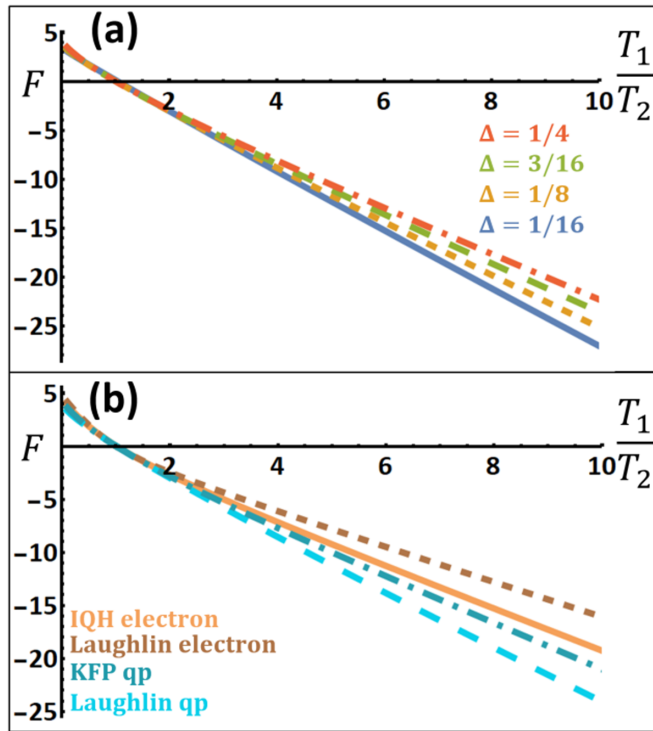 5
(a)
T₁
T₂
F
2
4
6
8
10
−5
Δ = 1/4
Δ = 3/16
−10
Δ = 1/8
−15
Δ = 1/16
−20
−25
5
(b)
T₁
T₂
F
2
4
6
8
10
−5
−10
−15
IQH electron
Laughlin electron
−20
KFP qp
Laughlin qp
−25